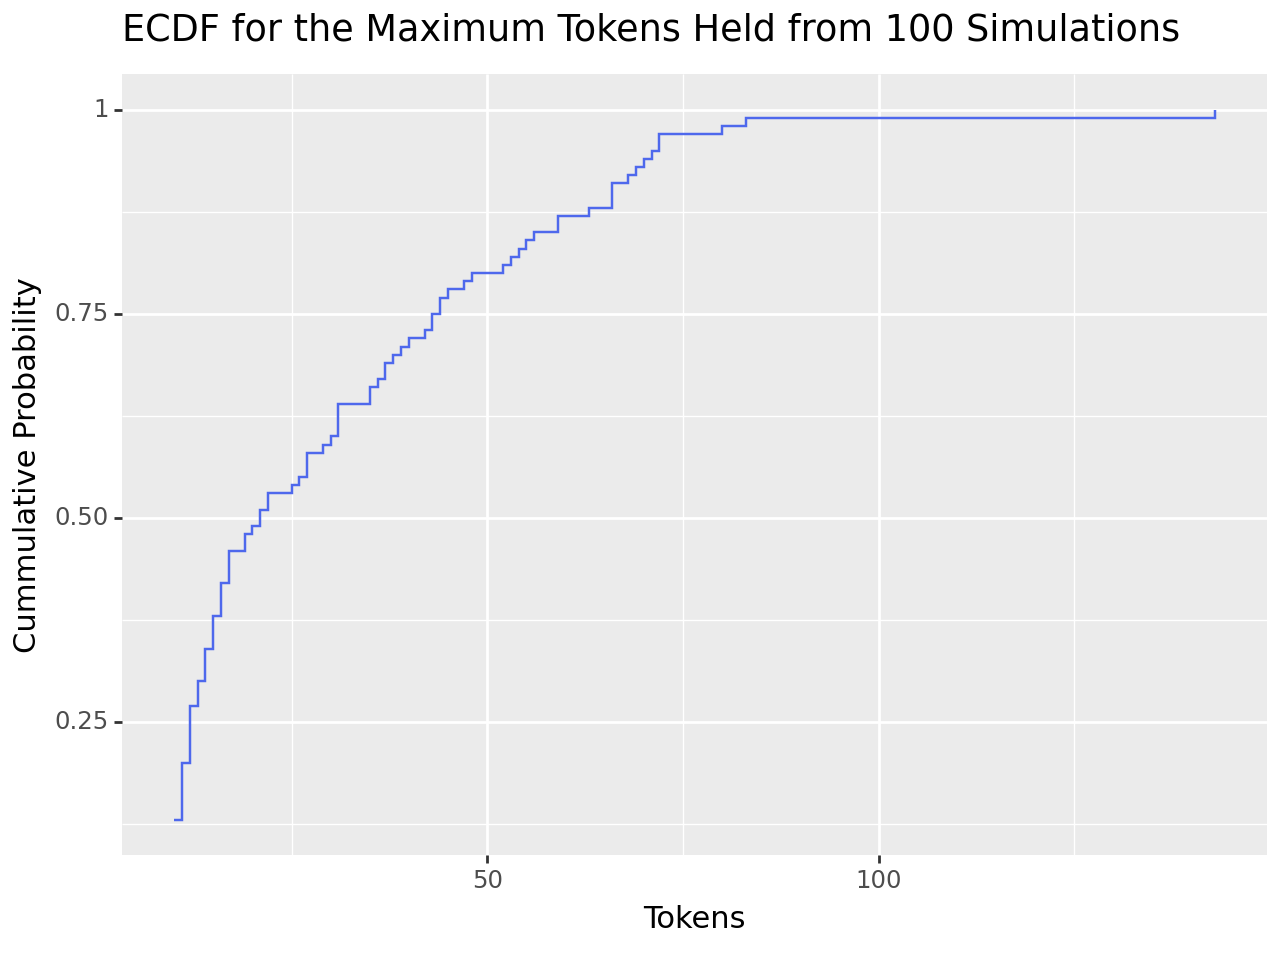 ECDF for the Maximum Tokens Held from 100 Simulations
1
0.75
0.50
0.25
Cummulative Probability
50 100
Tokens